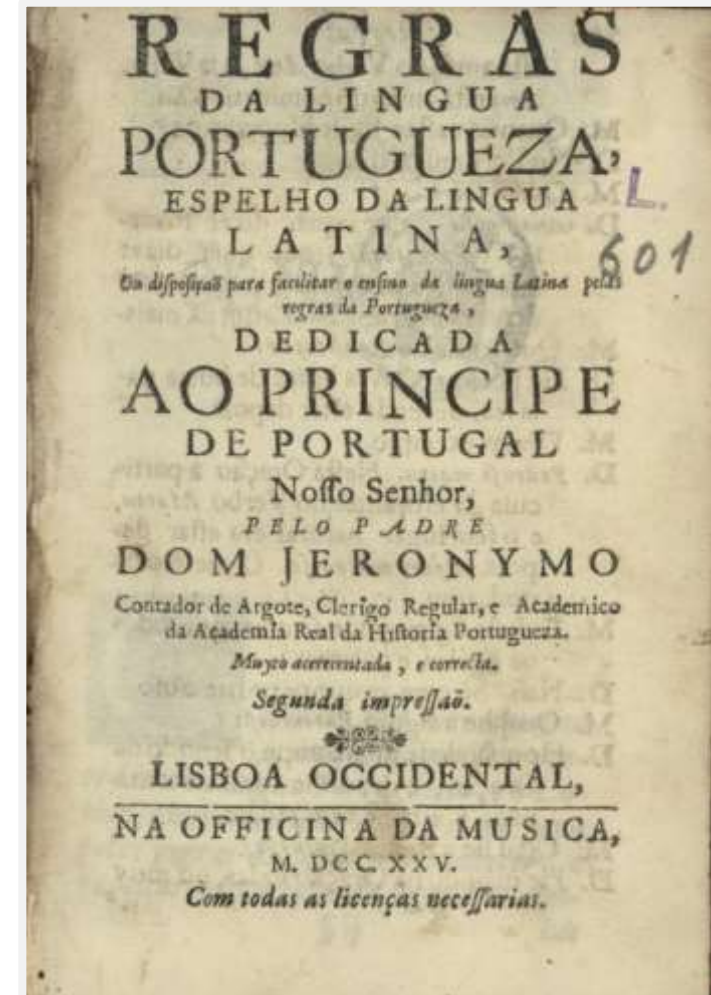 REGRAS
DA LINGUA
PORTUGUEZA,
ESPELHO DA LINGUA
LATINA,
Ou disposiçaõ para facilitar o ensino da lingua Latina pelas
regras da Portugueza,
DEDICADA
AO PRINCIPE
DE PORTUGAL
Nosso Senhor,
PELO PADRE
DOM JERONYMO
Contador de Argote, Clerigo Regular, e Academico
da Academia Real da Historia Portugueza.
Muyto accrecentada, e correcta.
Segunda impressaõ.
LISBOA OCCIDENTAL,
NA OFFICINA DA MUSICA,
M. DCC. XXV.
Com todas as licenças necessarias.
L.
601